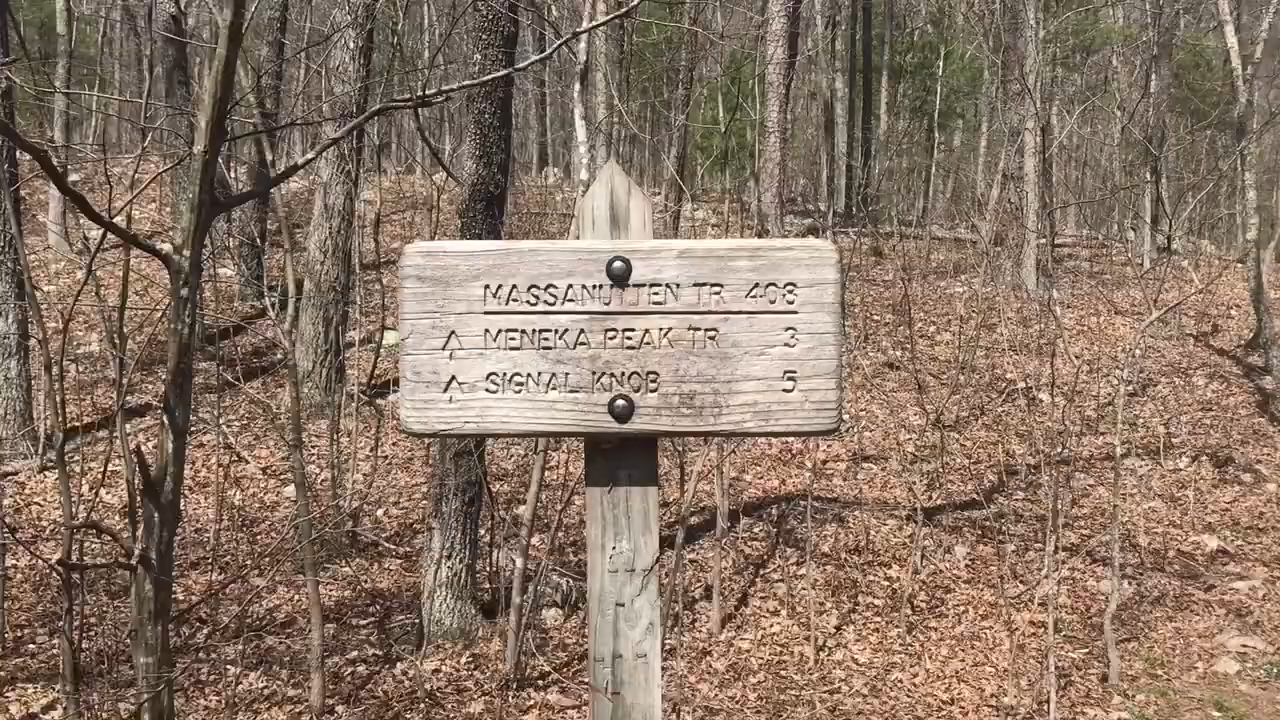 MASSANUTTEN TR 408
^ MENEKA PEAK TR 3
^ SIGNAL KNOB 5